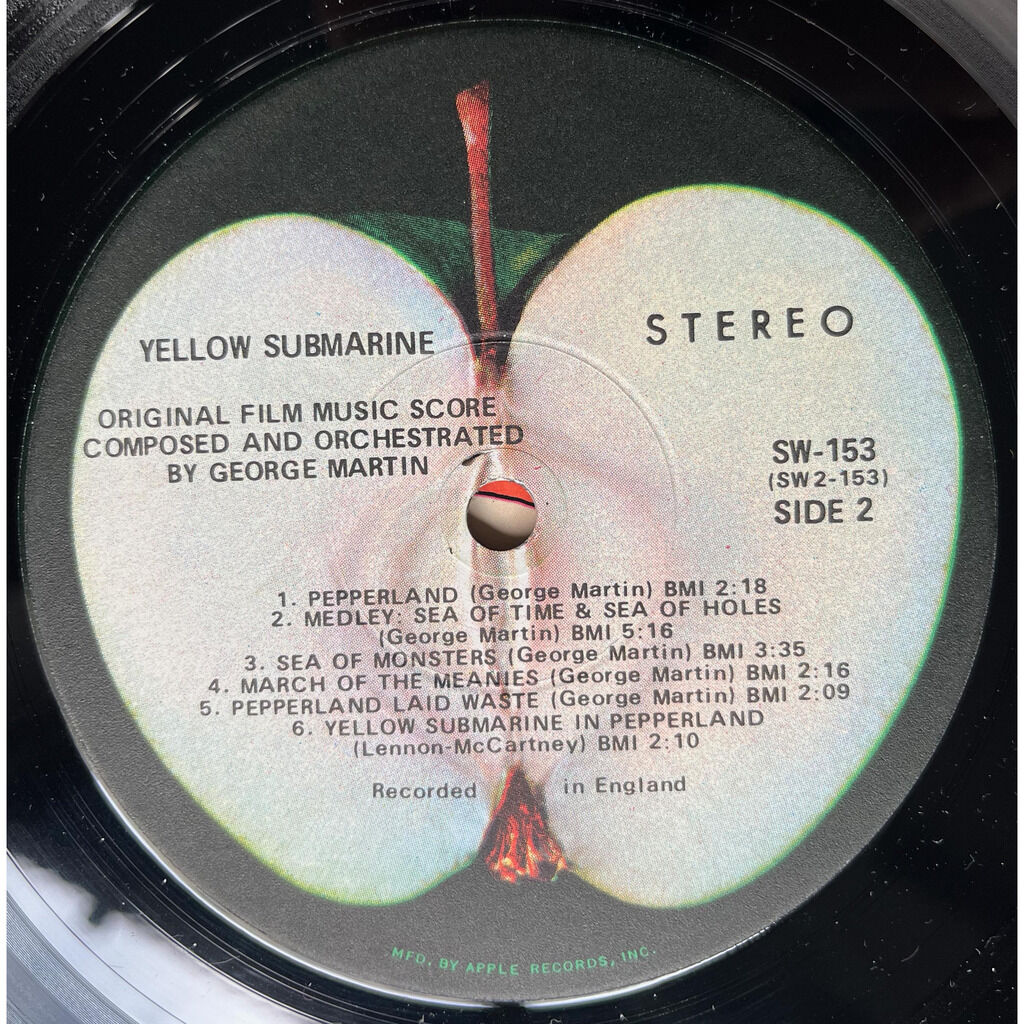 YELLOW SUBMARINE
STEREO
ORIGINAL FILM MUSIC SCORE
COMPOSED AND ORCHESTRATED
BY GEORGE MARTIN
SW-153
(SW2-153)
SIDE 2
1. PEPPERLAND (George Martin) BMI 2:18
2. MEDLEY: SEA OF TIME & SEA OF HOLES
(George Martin) BMI 5:16
3. SEA OF MONSTERS (George Martin) BMI 3:35
4. MARCH OF THE MEANIES (George Martin) BMI 2:16
5. PEPPERLAND LAID WASTE (George Martin) BMI 2:09
6. YELLOW SUBMARINE IN PEPPERLAND
(Lennon-McCartney) BMI 2:10
Recorded in England
MFD. BY APPLE RECORDS, INC.